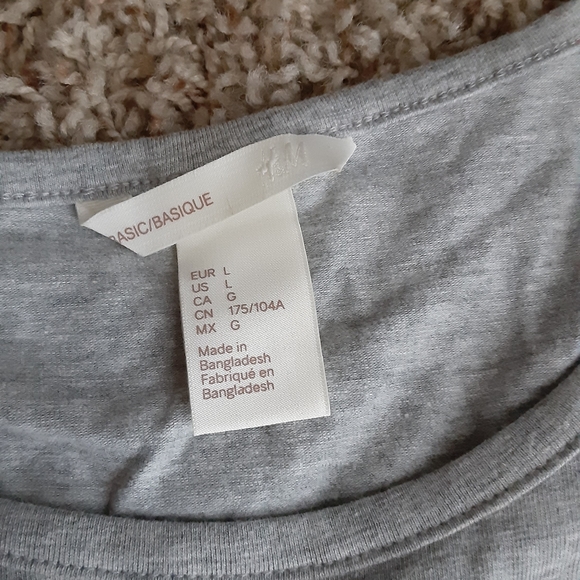 H&M
BASIC/BASIQUE
EUR L
US L
CA G
CN 175/104A
MX G
Made in
Bangladesh
Fabriqué en
Bangladesh